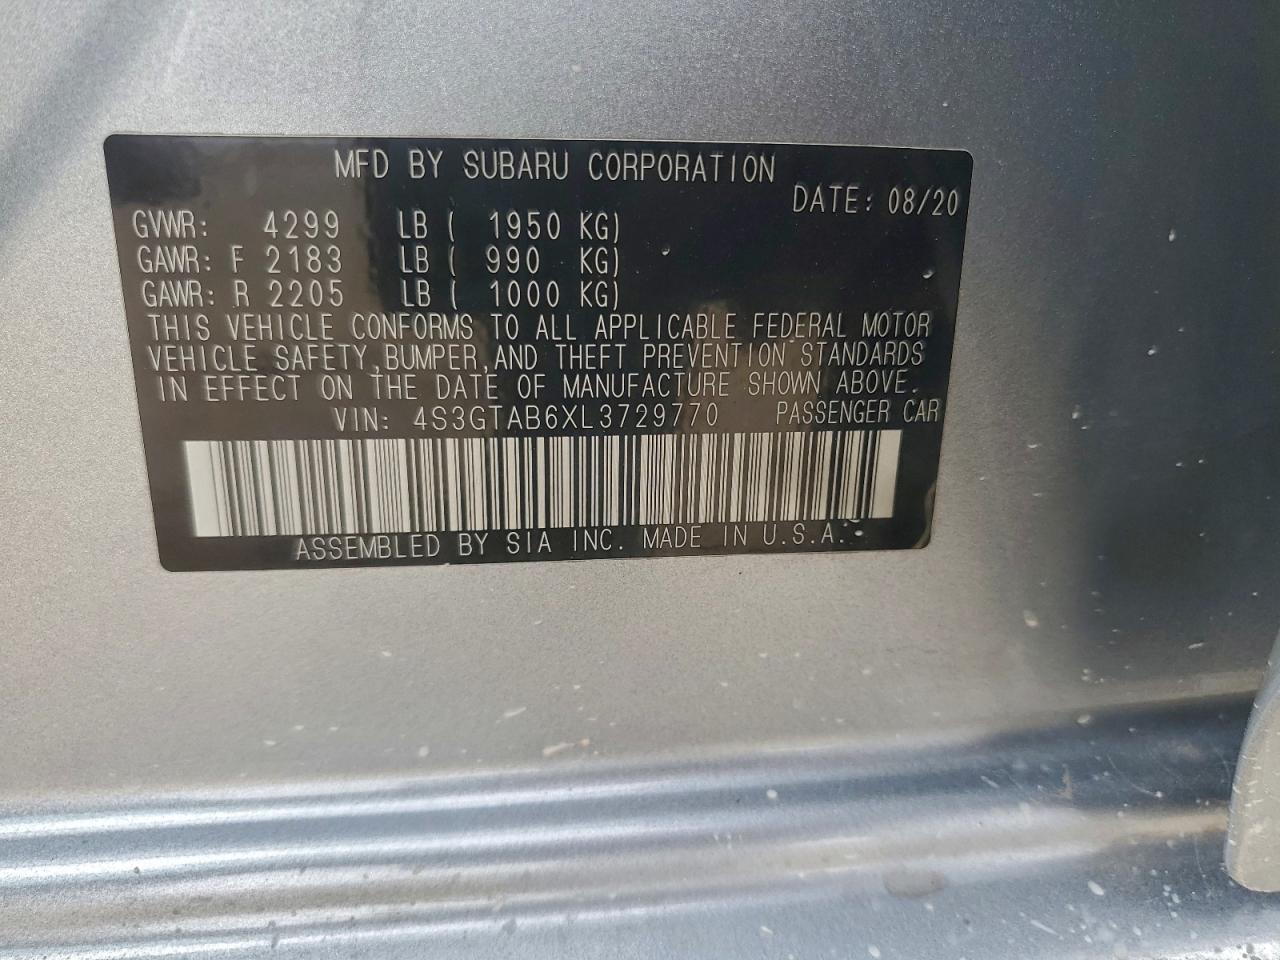 MFD BY SUBARU CORPORATION
DATE: 08/20
GVWR: 4299 LB ( 1950 KG)
GAWR: F 2183 LB ( 990 KG)
GAWR: R 2205 LB ( 1000 KG)
THIS VEHICLE CONFORMS TO ALL APPLICABLE FEDERAL MOTOR
VEHICLE SAFETY, BUMPER, AND THEFT PREVENTION STANDARDS
IN EFFECT ON THE DATE OF MANUFACTURE SHOWN ABOVE.
VIN: 4S3GTAB6XL3729770 PASSENGER CAR
ASSEMBLED BY SIA INC. MADE IN U.S.A.